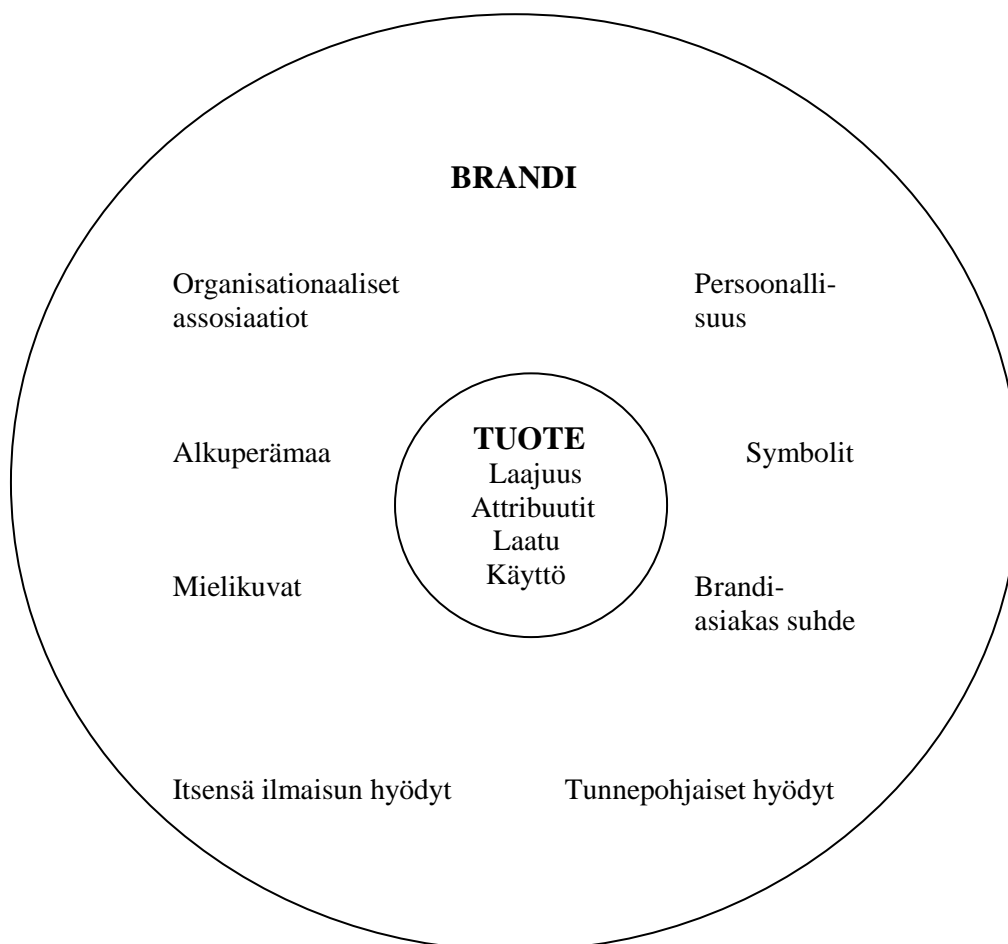 BRANDI
Organisationaaliset
assosiaatiot
Persoonalli-
suus
Alkuperämaa
TUOTE
Laajuus
Attribuutit
Laatu
Käyttö
Symbolit
Mielikuvat
Brandi-
asiakas suhde
Itsensä ilmaisun hyödyt
Tunnepohjaiset hyödyt